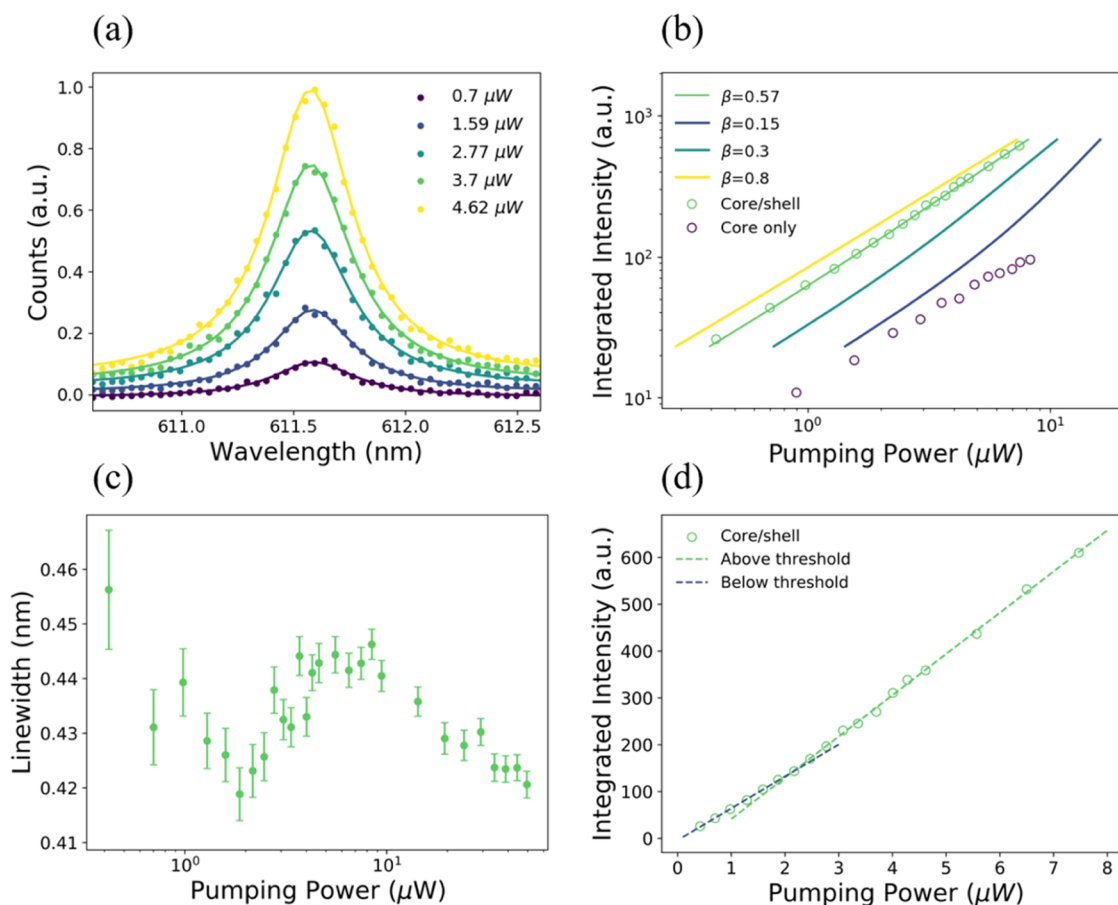 (a)
Counts (a.u.)
1.0
0.8
0.6
0.4
0.2
0.0
0.7 μW
1.59 μW
2.77 μW
3.7 μW
4.62 μW
611.0
611.5
612.0
612.5
Wavelength (nm)
(b)
Integrated Intensity (a.u.)
10³
10²
10¹
β=0.57
β=0.15
β=0.3
β=0.8
Core/shell
Core only
10⁰
10¹
Pumping Power (μW)
(c)
Linewidth (nm)
0.46
0.45
0.44
0.43
0.42
0.41
10⁰
10¹
Pumping Power (μW)
(d)
Integrated Intensity (a.u.)
600
500
400
300
200
100
0
Core/shell
Above threshold
Below threshold
0
1
2
3
4
5
6
7
8
Pumping Power (μW)